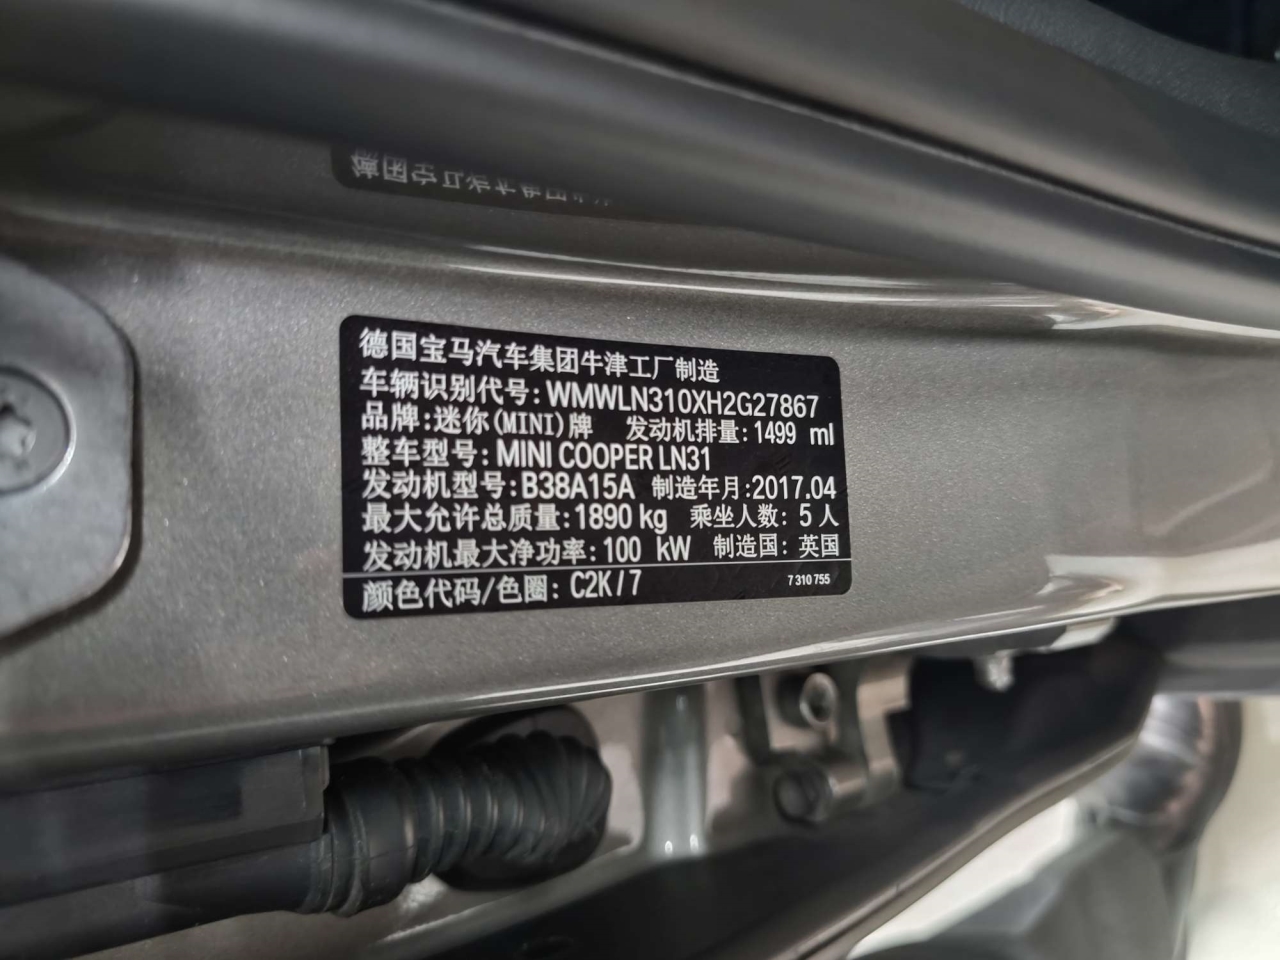 德国宝马汽车集团牛津工厂制造
车辆识别代号: WMWLN310XH2G27867
品牌: 迷你(MINI)牌 发动机排量: 1499 ml
整车型号: MINI COOPER LN31
发动机型号: B38A15A 制造年月: 2017.04
最大允许总质量: 1890 kg 乘坐人数: 5 人
发动机最大净功率: 100 kW 制造国: 英国
颜色代码/色圈: C2K/7 7 310 755